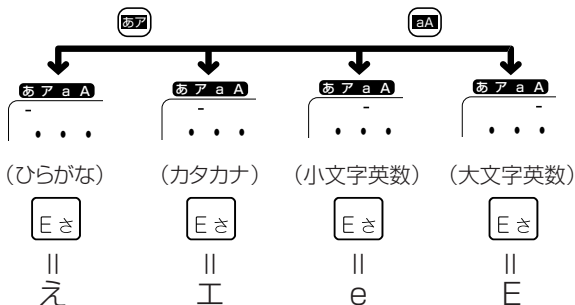 あア aA
あアaA あアaA あアaA あアaA
(ひらがな) (カタカナ) (小文字英数) (大文字英数)
Eさ Eさ Eさ Eさ
= = = =
え エ e E